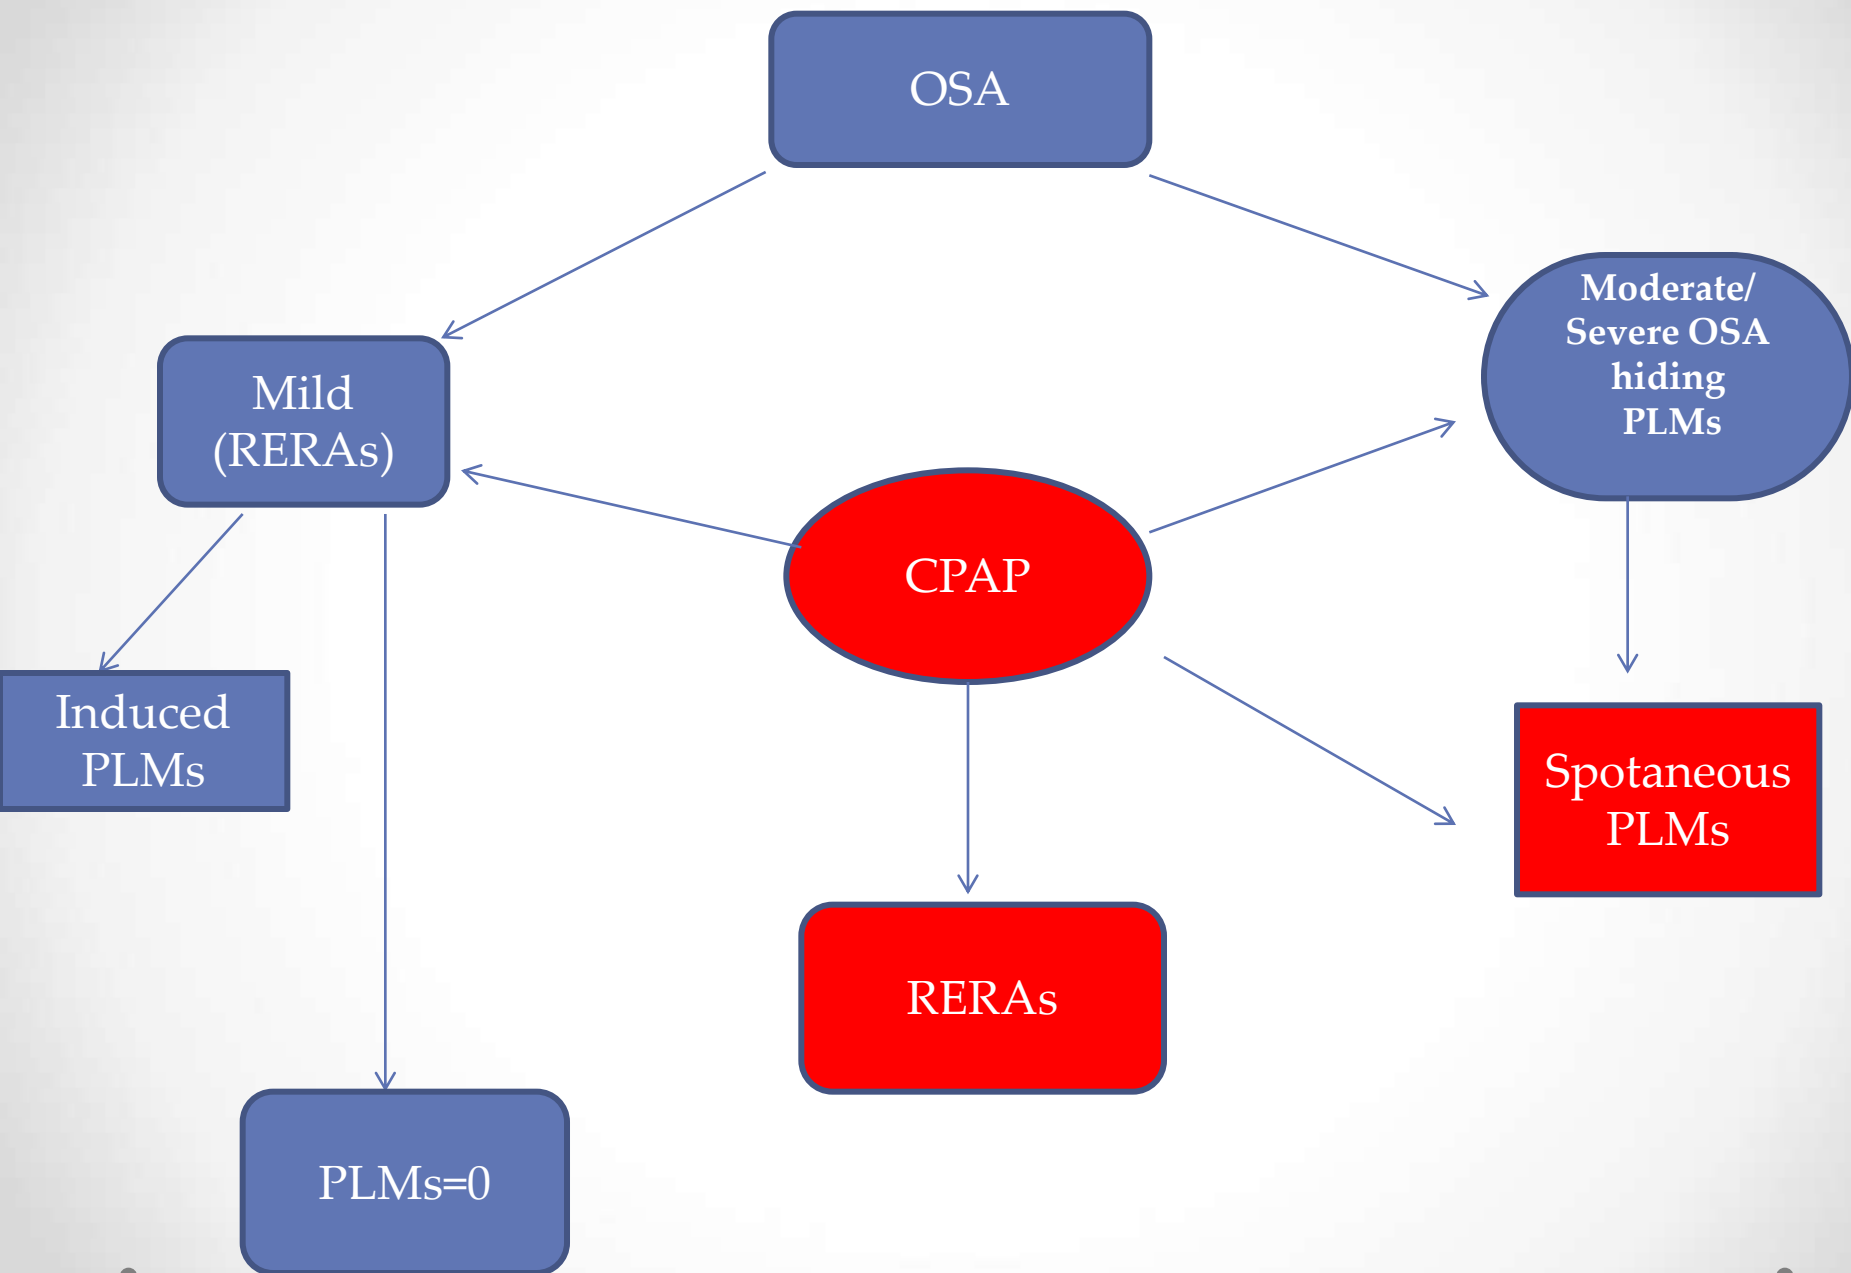 OSA
Moderate/
Severe OSA
hiding
PLMs
Mild
(RERAs)
CPAP
Induced
PLMs
Spotaneous
PLMs
RERAs
PLMs=0